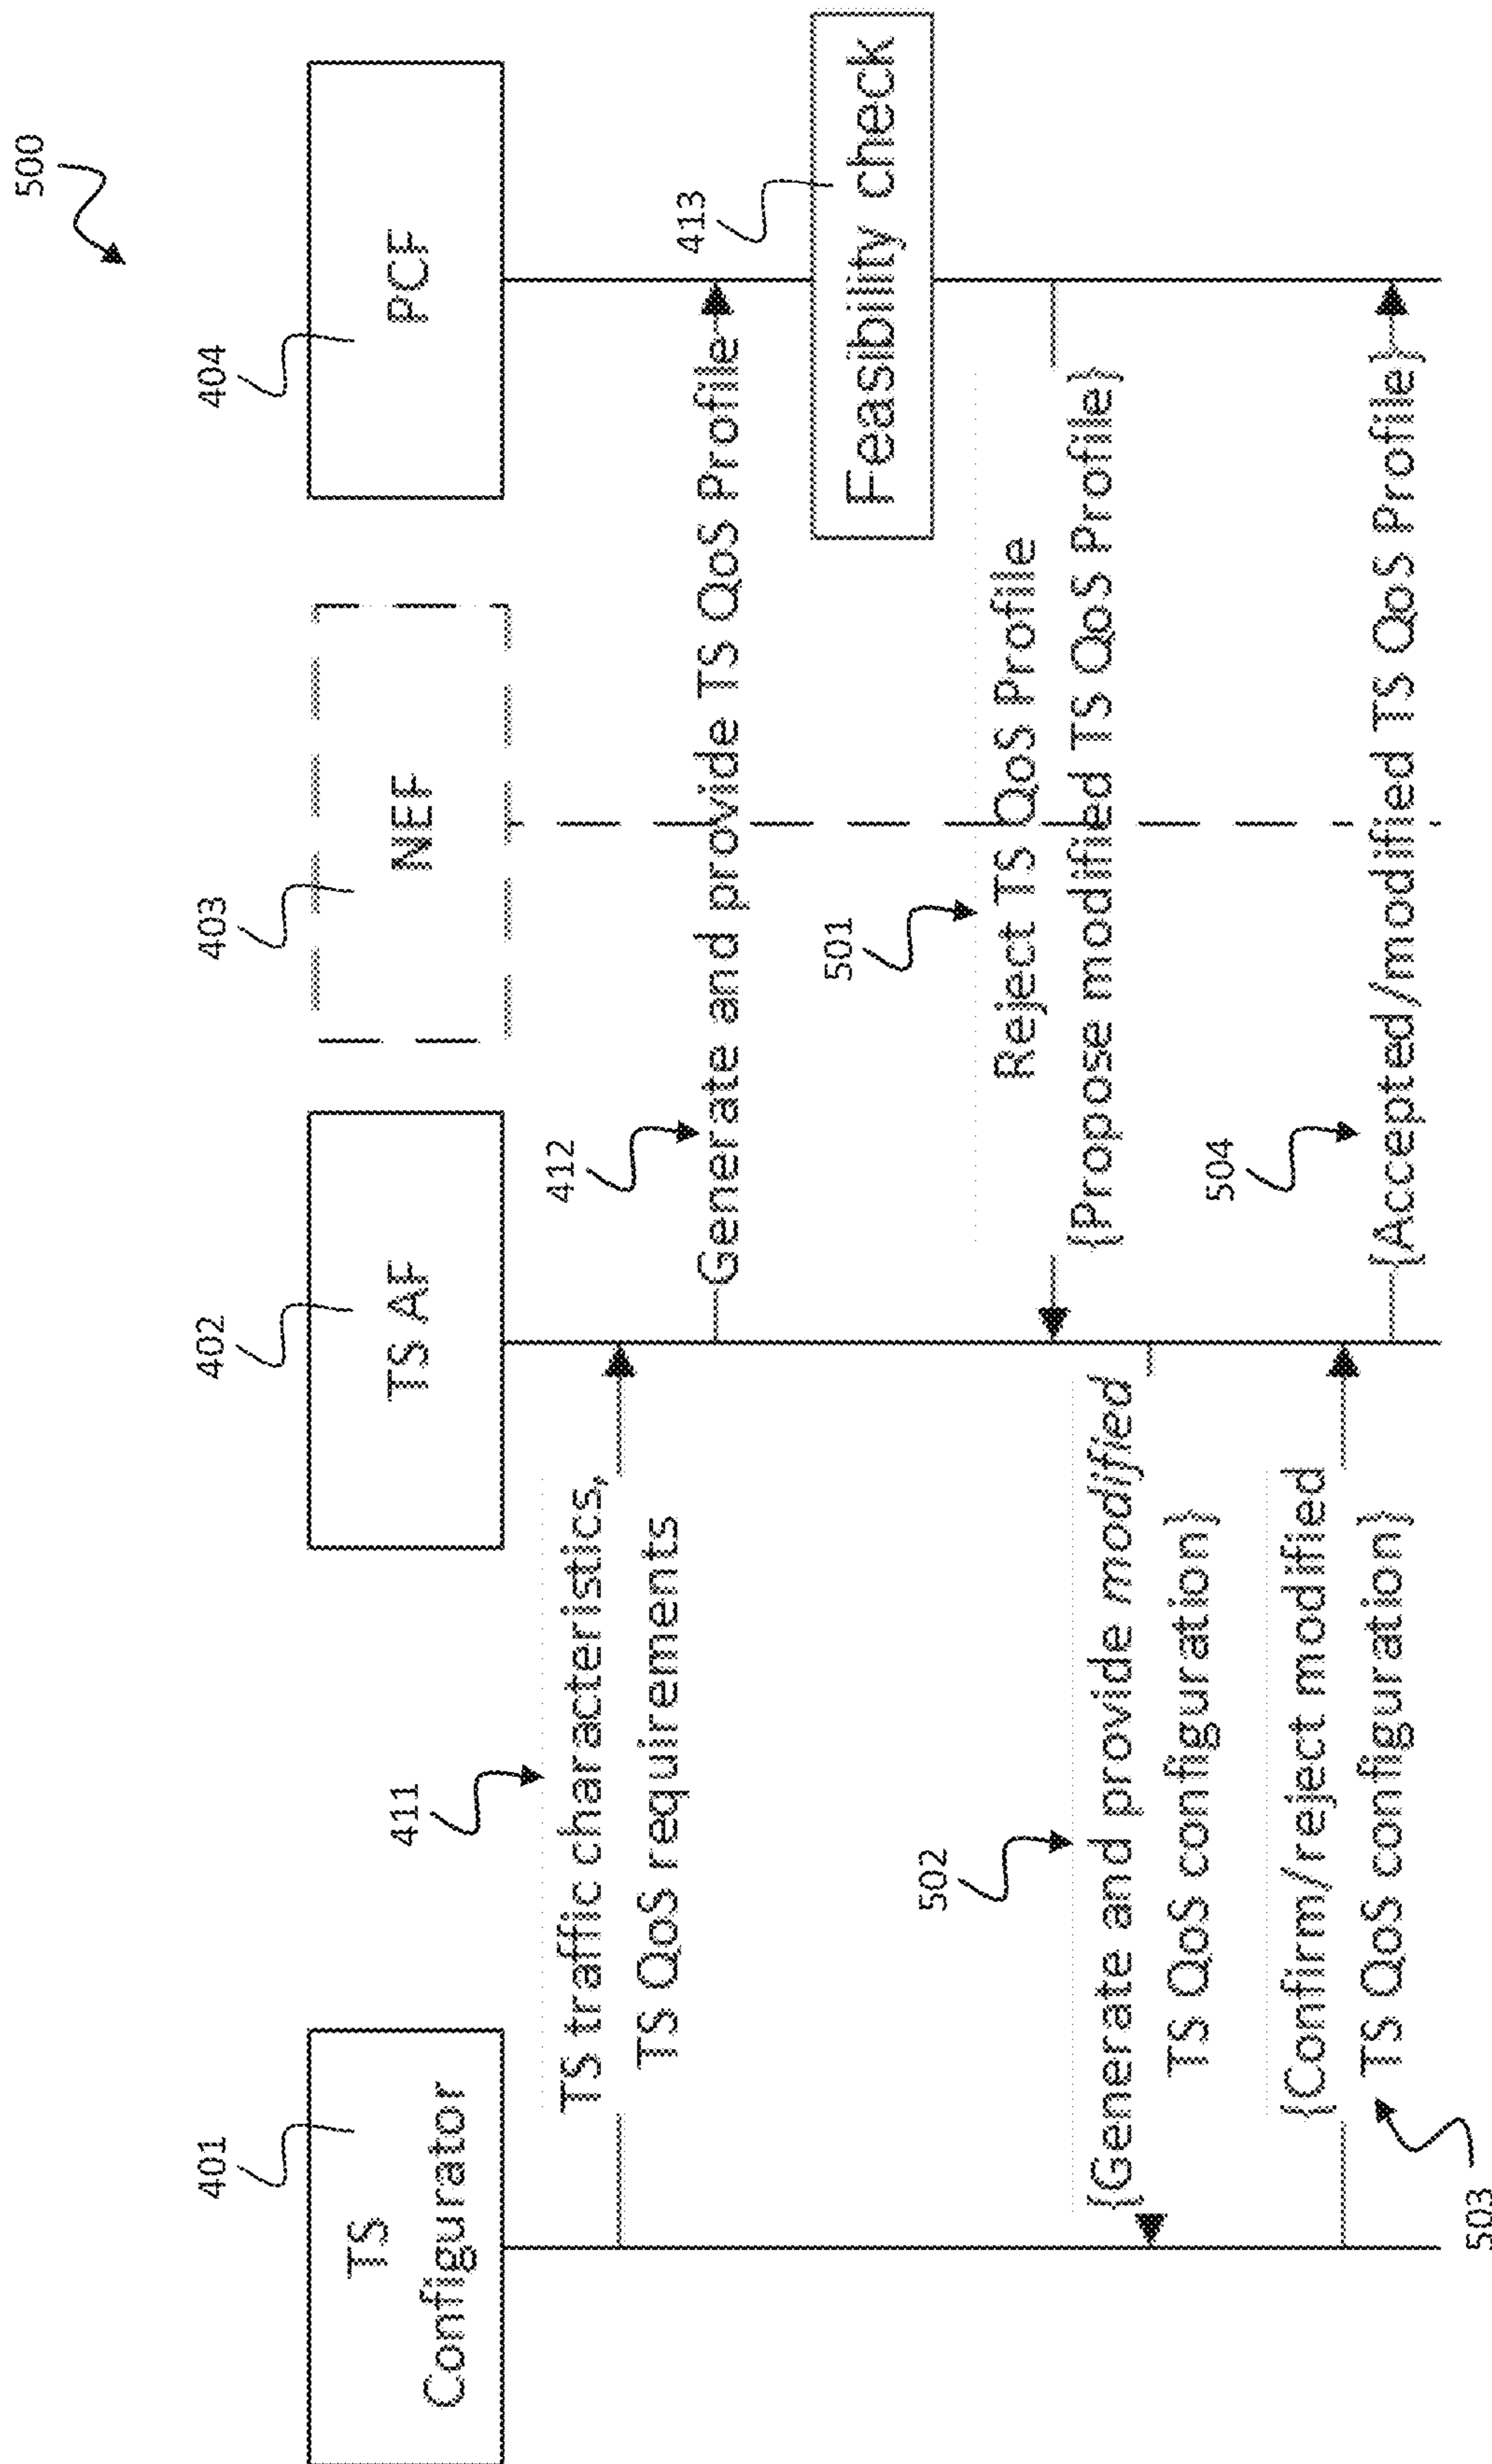 500
401
TS
Configurator
402
TS AF
403
NEF
404
PCF
411
TS traffic characteristics,
TS QoS requirements
412
Generate and provide TS QoS Profile
413
Feasibility check
501
Reject TS QoS Profile
{Propose modified TS QoS Profile}
502
{Generate and provide modified
TS QoS configuration}
{Confirm/reject modified
TS QoS configuration}
503
504
{Accepted/modified TS QoS Profile}